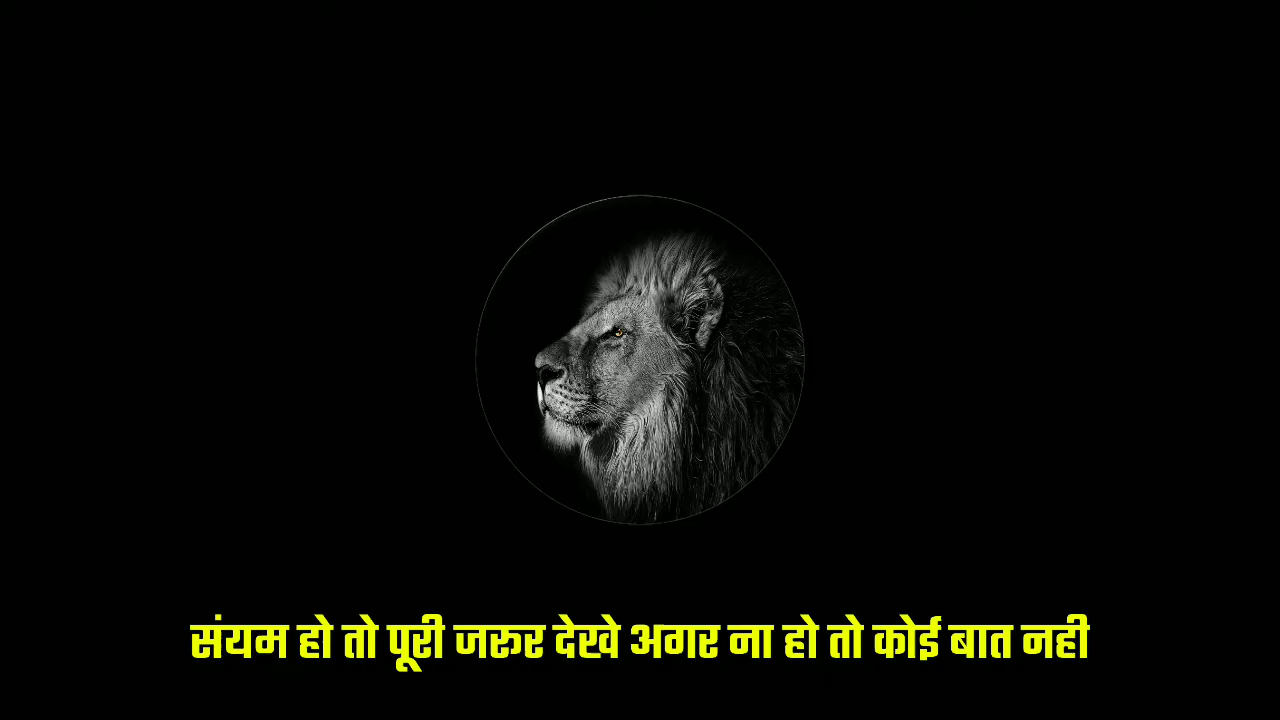 संयम हो तो पूरी जरूर देखे अगर ना हो तो कोई बात नही